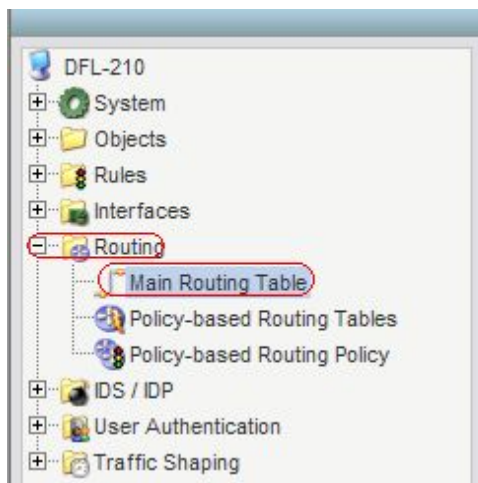 DFL-210
System
Objects
Rules
Interfaces
Routing
Main Routing Table
Policy-based Routing Tables
Policy-based Routing Policy
IDS / IDP
User Authentication
Traffic Shaping